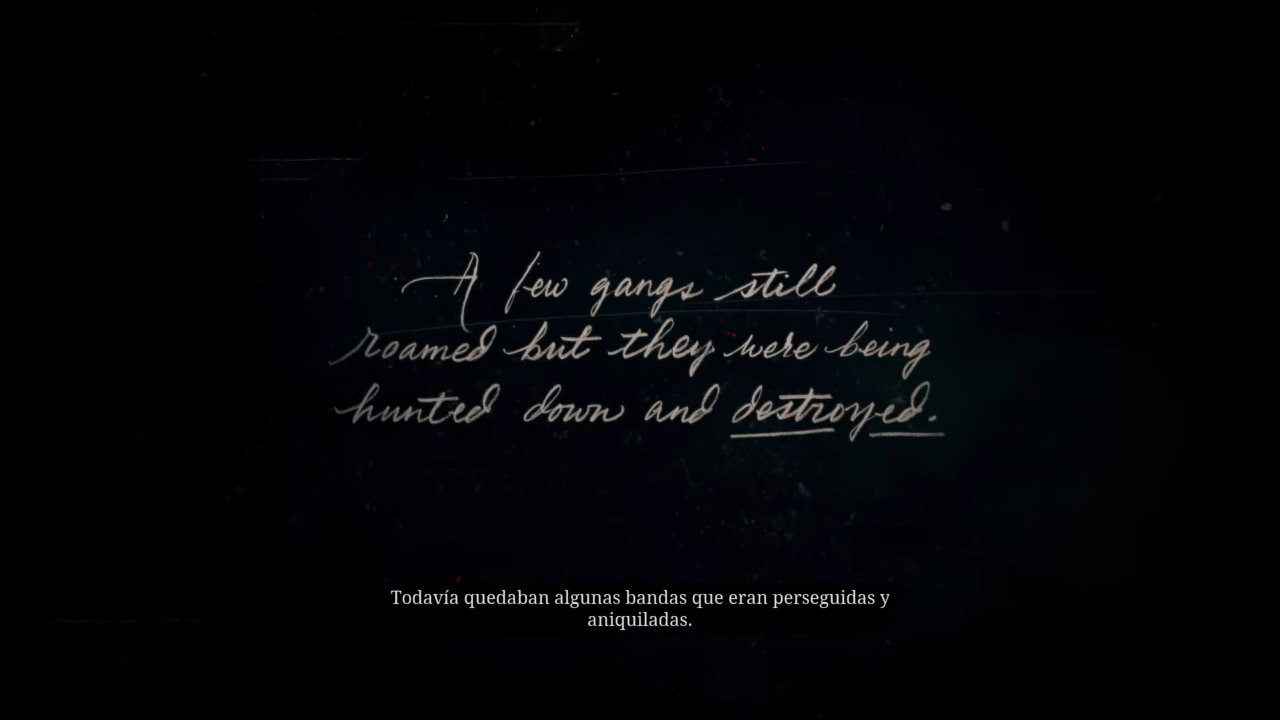 A few gangs still
roamed but they were being
hunted down and destroyed.
Todavía quedaban algunas bandas que eran perseguidas y
aniquiladas.